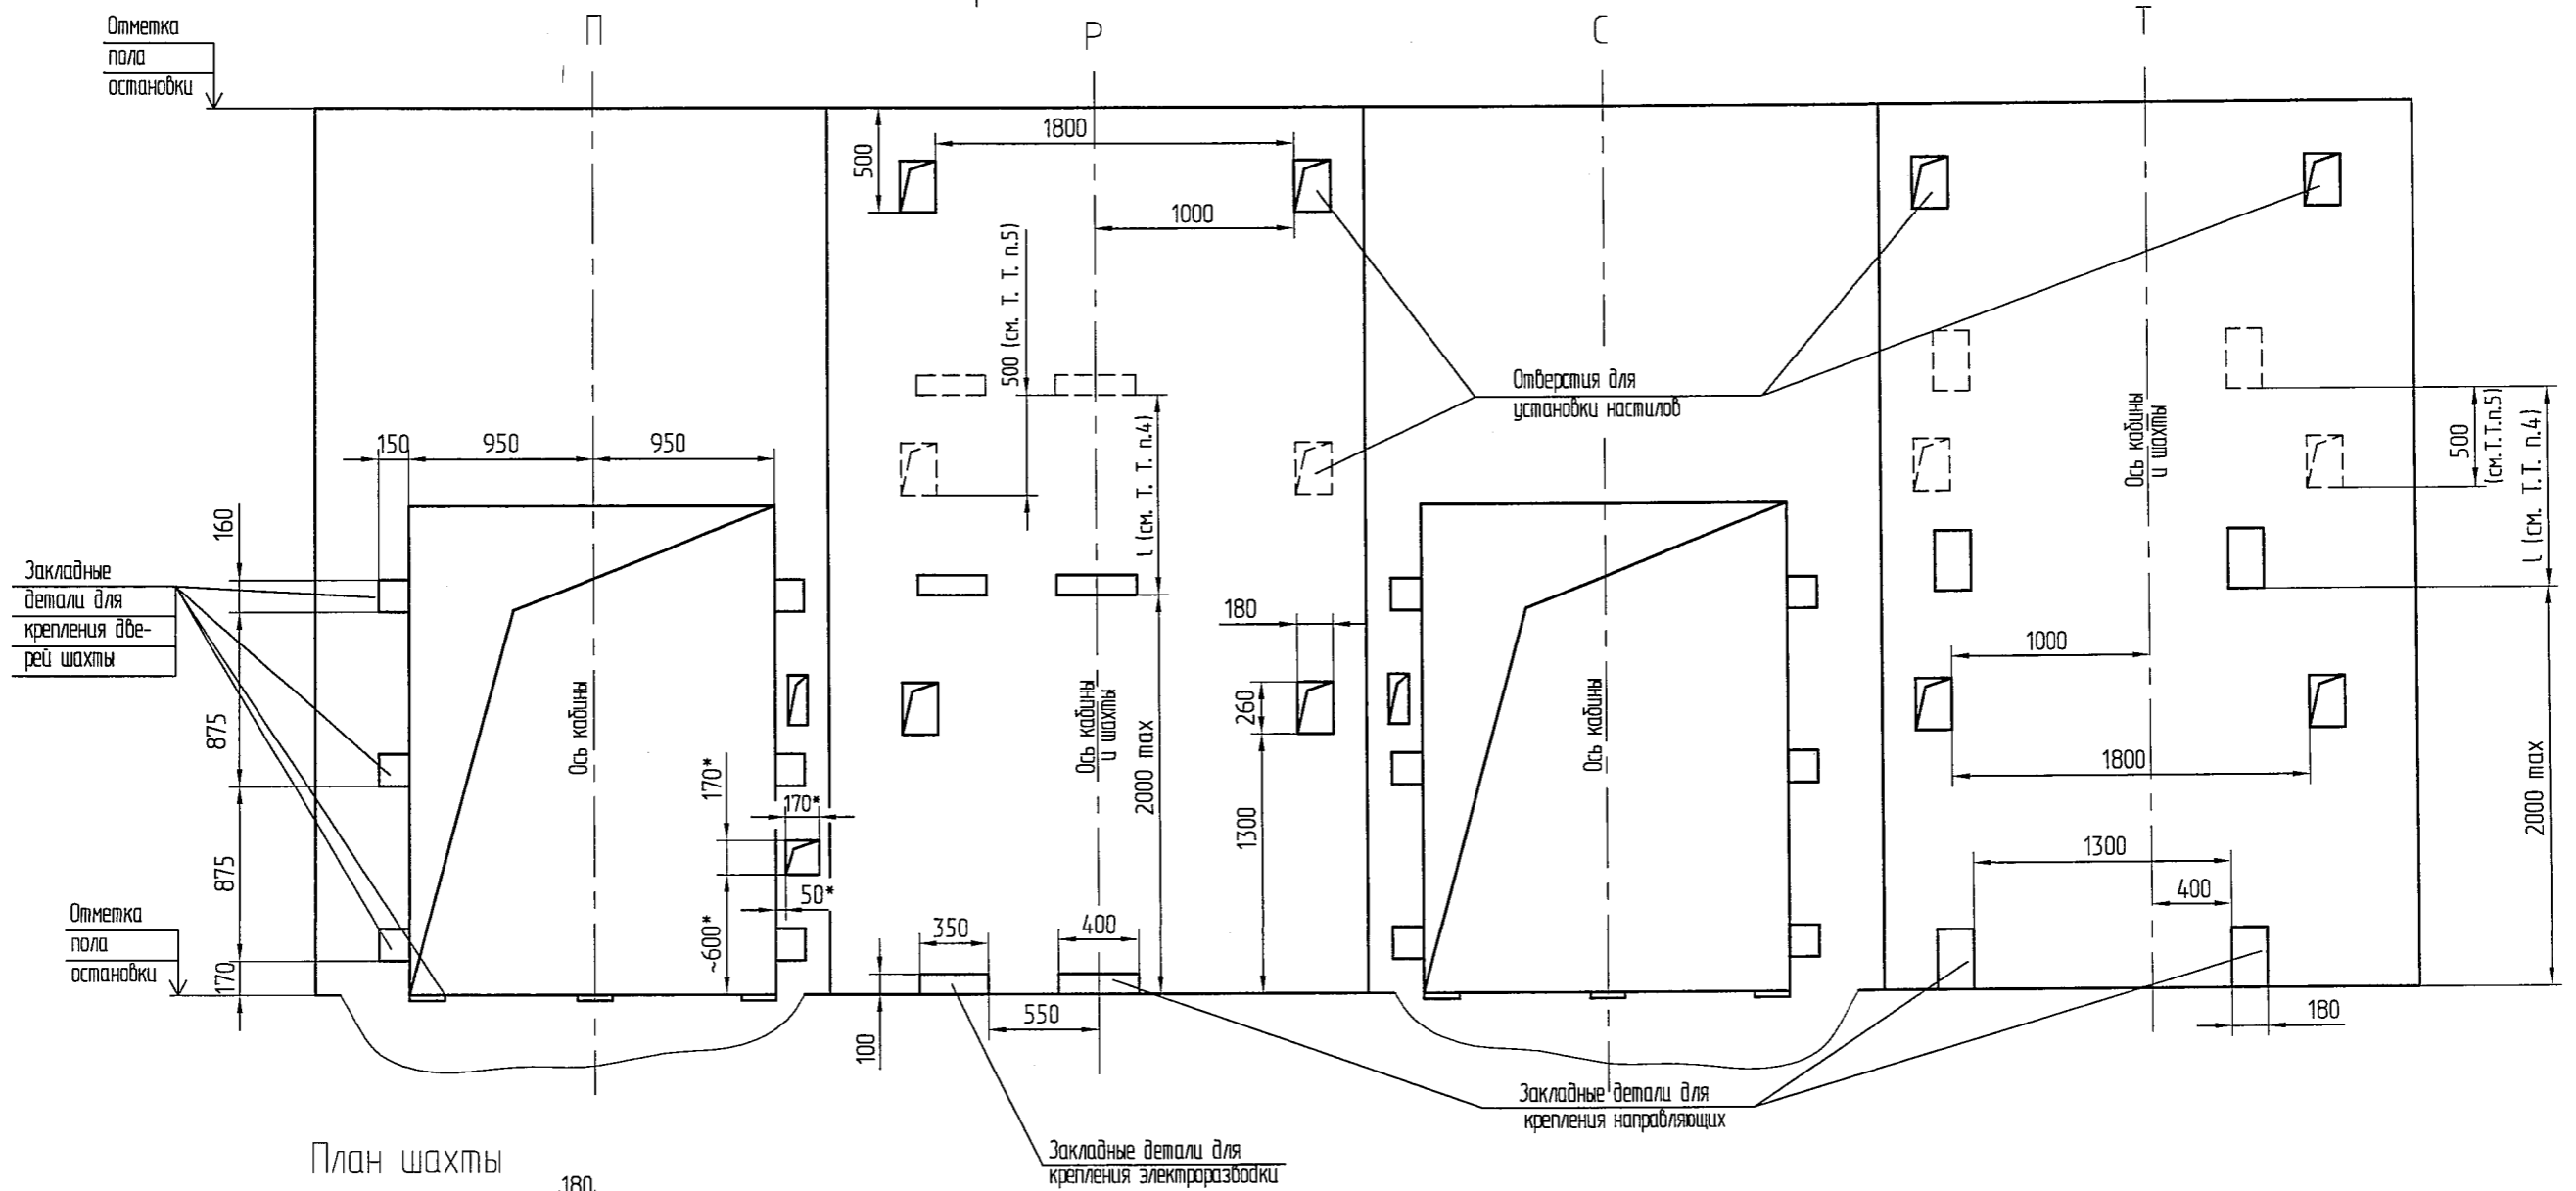 П
Р
С
Т
Отметка
пола
остановки
500
1800
1000
500 (см. Т. Т. п.5)
l (см. Т. Т. п.4)
Отверстия для
установки настилов
Ось кабины
и шахты
500
(см.Т.Т.п.5)
l (см. Т.Т. п.4)
150
950
950
160
Закладные
детали для
крепления две-
рей шахты
875
875
170
Ось кабины
170*
170*
50*
~600*
Ось кабины
и шахты
2000 max
180
260
1300
Ось кабины
1000
1800
2000 max
1300
400
Отметка
пола
остановки
350
400
550
100
180
Закладные детали для
крепления направляющих
Закладные детали для
крепления электроразводки
План шахты
180